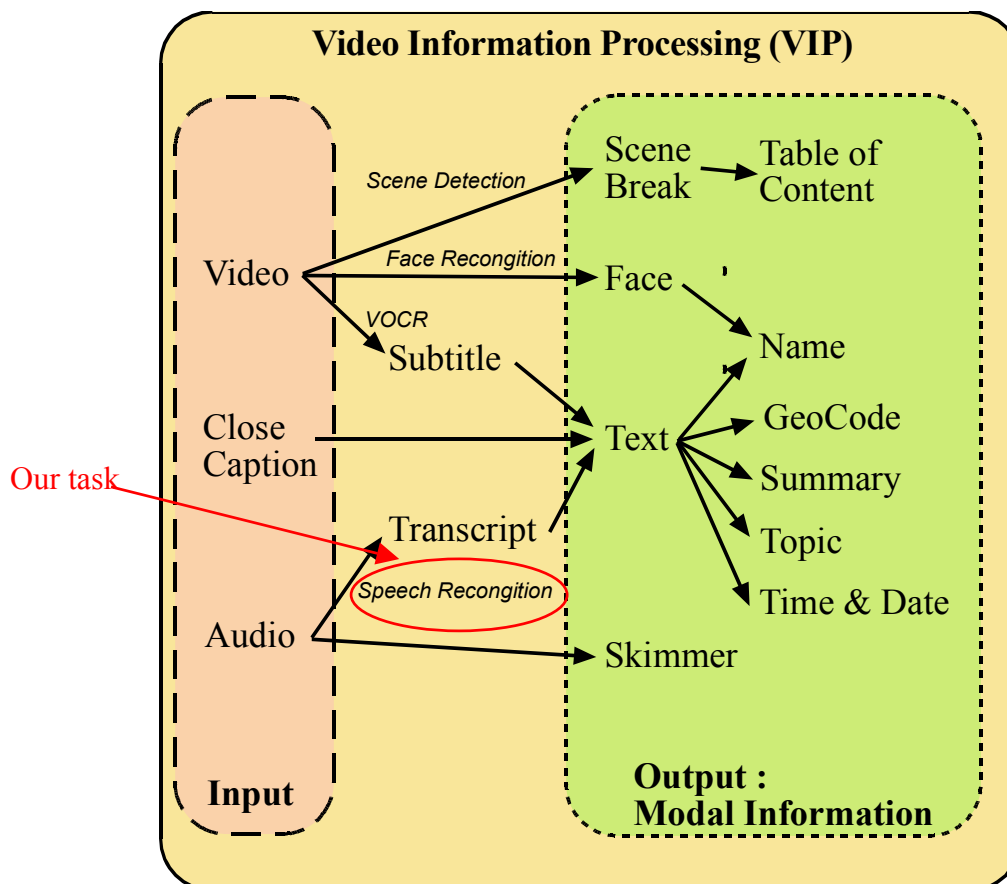 Video Information Processing (VIP)
Scene Detection
Scene
Break
Table of
Content
Video
Face Recongition
Face
VOCR
Subtitle
Name
Close
Caption
Text
GeoCode
Our task
Summary
Transcript
Topic
Speech Recongition
Time & Date
Audio
Skimmer
Input
Output :
Modal Information